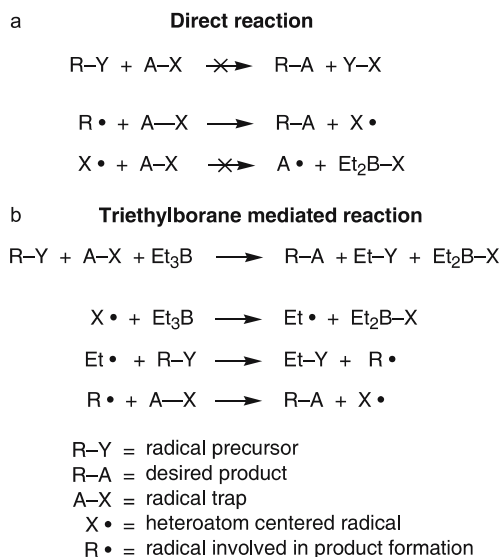 a Direct reaction
R–Y + A–X ⟶ R–A + Y–X
R • + A—X ⟶ R–A + X •
X • + A–X ⟶ A • + Et₂B–X
b Triethylborane mediated reaction
R–Y + A–X + Et₃B ⟶ R–A + Et–Y + Et₂B–X
X • + Et₃B ⟶ Et • + Et₂B–X
Et • + R–Y ⟶ Et–Y + R •
R • + A—X ⟶ R–A + X •
R–Y = radical precursor
R–A = desired product
A–X = radical trap
X • = heteroatom centered radical
R • = radical involved in product formation